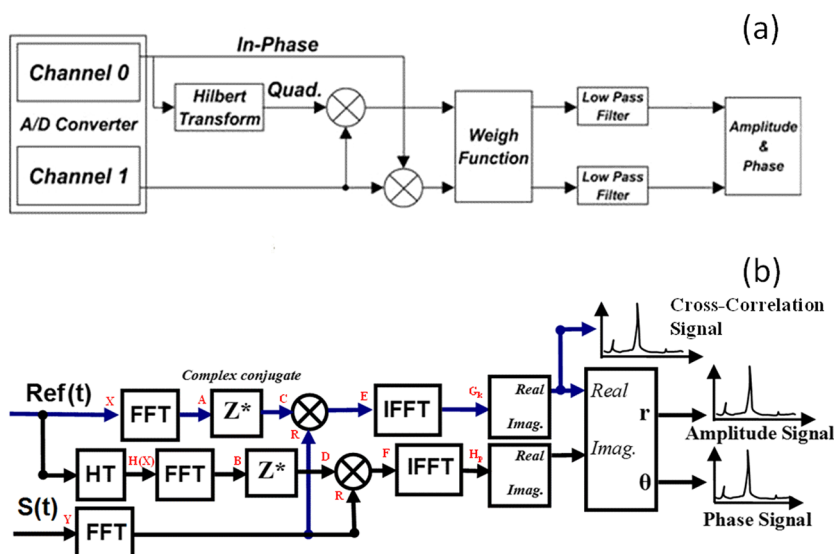 (a)
In-Phase
Channel 0
Hilbert
Transform
Quad.
A/D Converter
Channel 1
Weigh
Function
Low Pass
Filter
Low Pass
Filter
Amplitude
&
Phase
(b)
Cross-Correlation
Signal
Complex conjugate
Ref(t)
X
FFT
A
Z*
C
R
E
IFFT
Real
Imag.
Real
Imag.
r
θ
Amplitude Signal
HT
H(X)
FFT
B
Z*
D
R
F
IFFT
Real
Imag.
Phase Signal
S(t)
Y
FFT